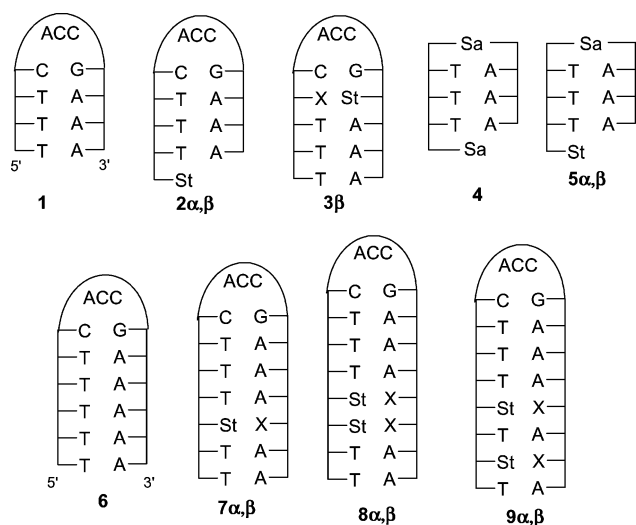 ACC ACC ACC
C G C G C G Sa Sa
T A T A X St T A T A
T A T A T A T A T A
T A T A T A T A T A
5' 3' St T A Sa St
1 2α,β 3β 4 5α,β
ACC ACC ACC ACC
C G C G C G C G
T A T A T A T A
T A T A T A T A
T A T A T A T A
T A St X St X St X
T A T A St X T A
5' 3' T A T A St X
6 7α,β T A T A
8α,β 9α,β